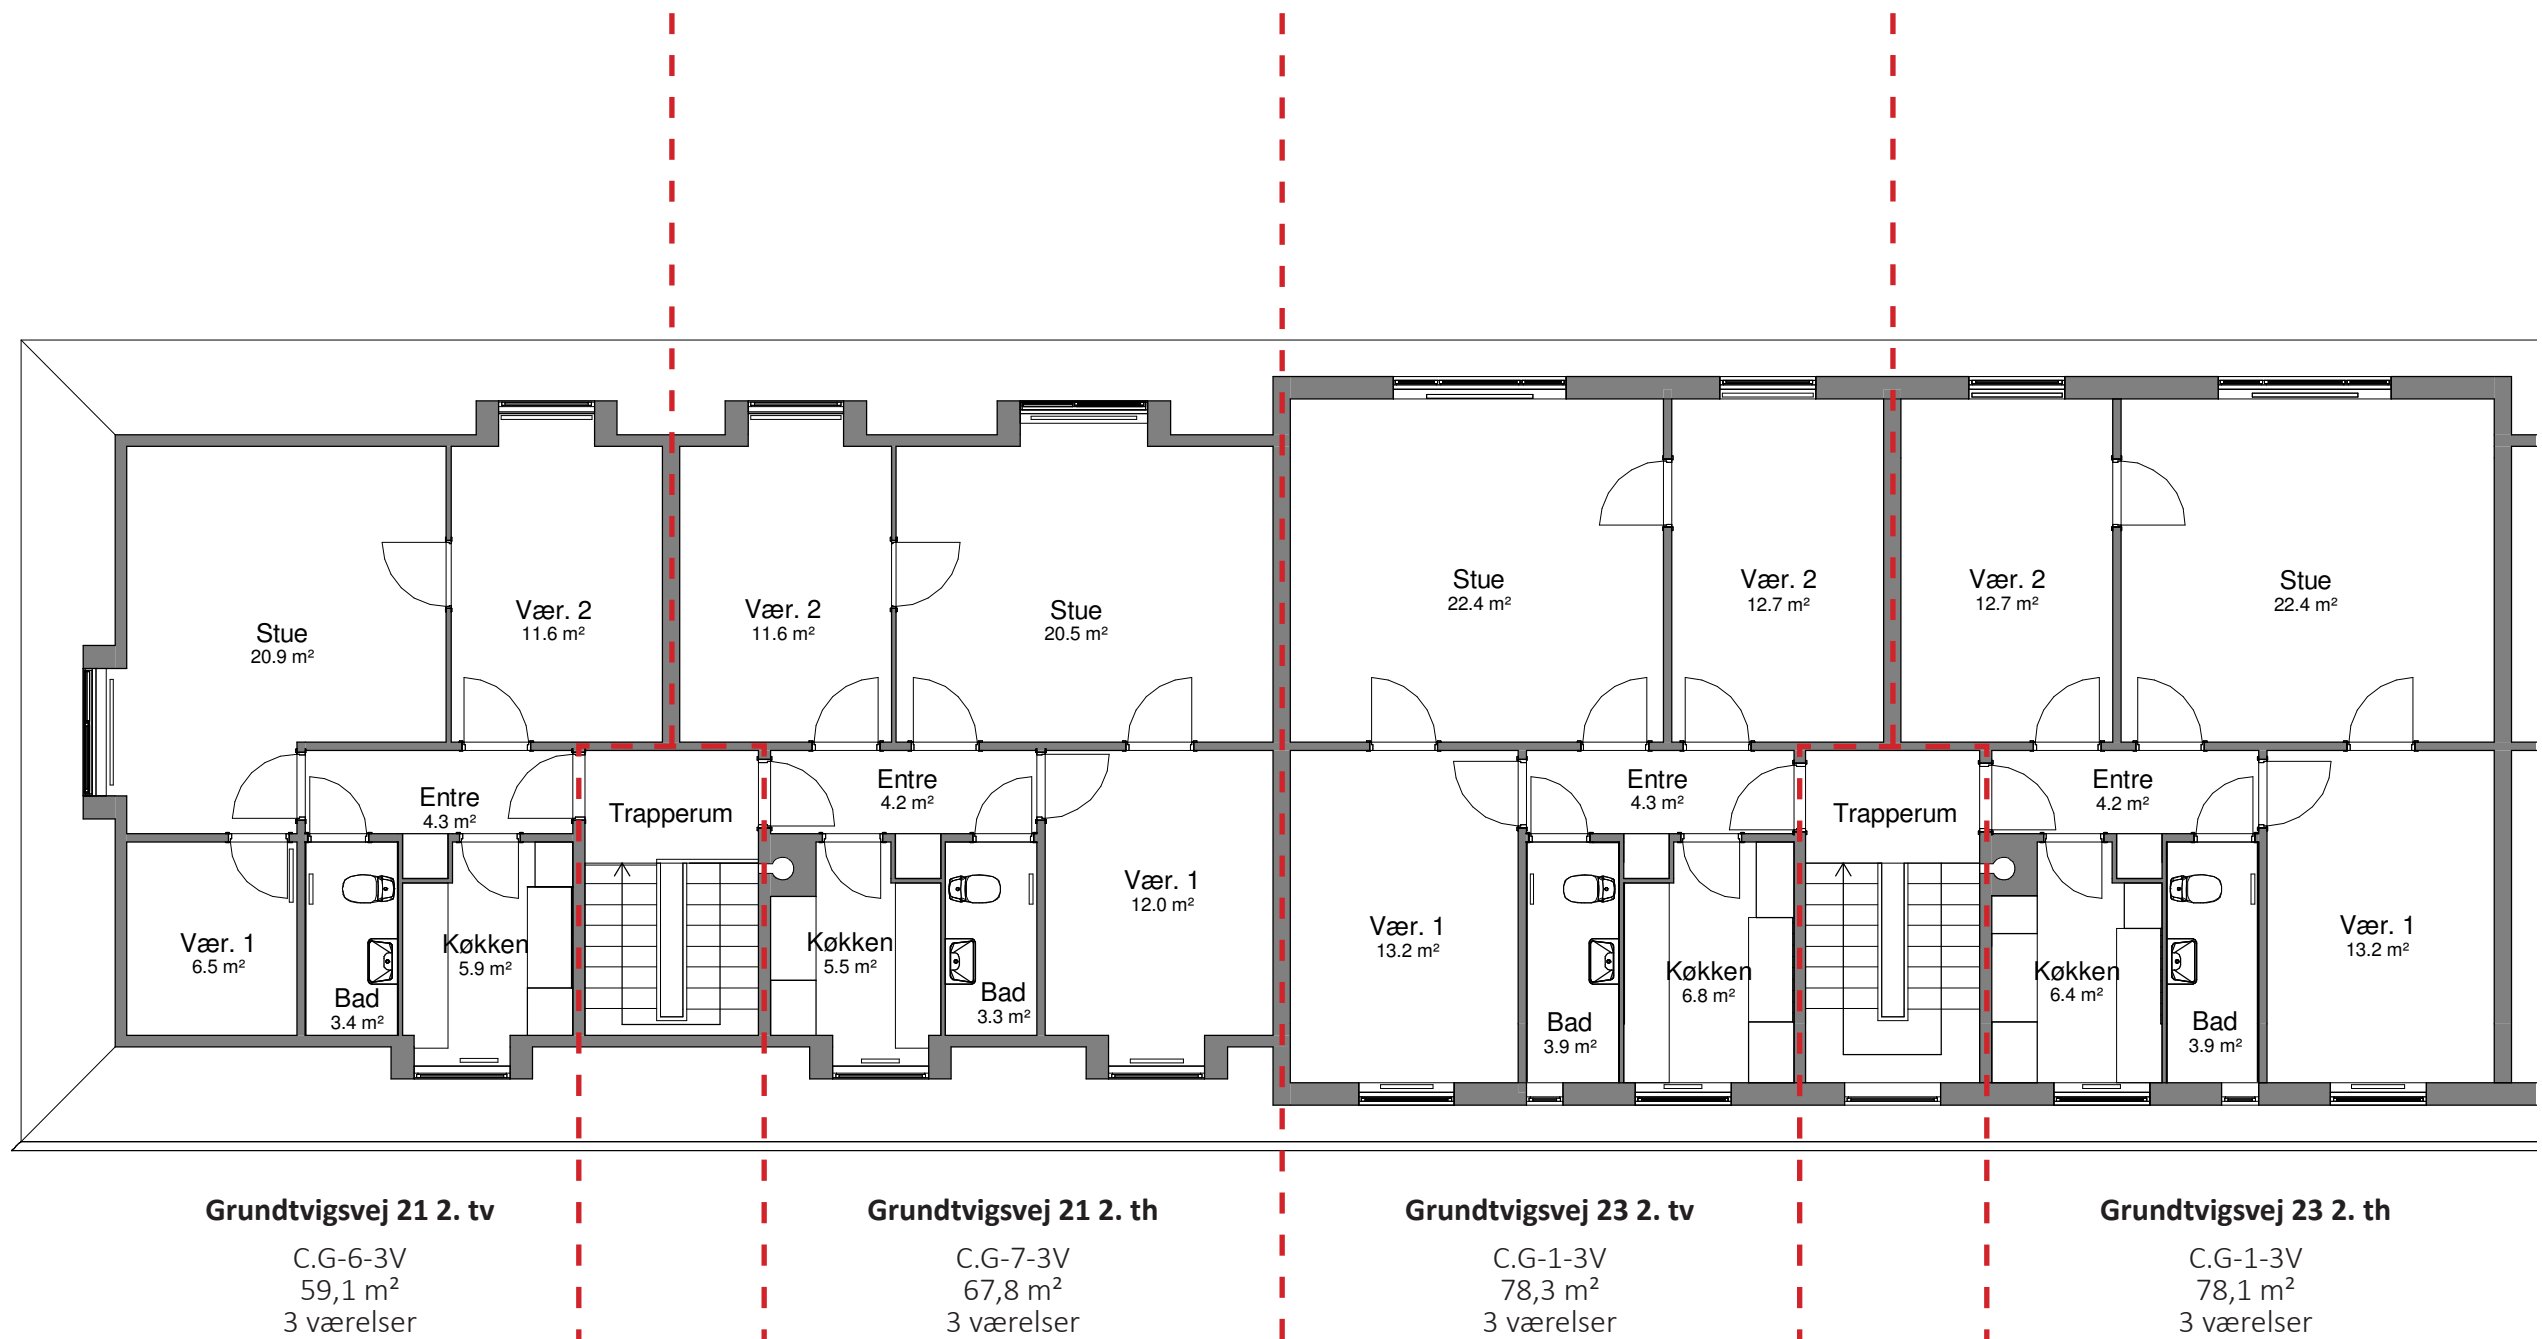 Stue
20.9 m²
Vær. 2
11.6 m²
Entre
4.3 m²
Vær. 1
6.5 m²
Bad
3.4 m²
Køkken
5.9 m²
Trapperum
Vær. 2
11.6 m²
Stue
20.5 m²
Entre
4.2 m²
Køkken
5.5 m²
Bad
3.3 m²
Vær. 1
12.0 m²
Stue
22.4 m²
Vær. 2
12.7 m²
Entre
4.3 m²
Vær. 1
13.2 m²
Bad
3.9 m²
Køkken
6.8 m²
Trapperum
Vær. 2
12.7 m²
Stue
22.4 m²
Entre
4.2 m²
Køkken
6.4 m²
Bad
3.9 m²
Vær. 1
13.2 m²
Grundtvigsvej 21 2. tv
C.G-6-3V
59,1 m²
3 værelser
Grundtvigsvej 21 2. th
C.G-7-3V
67,8 m²
3 værelser
Grundtvigsvej 23 2. tv
C.G-1-3V
78,3 m²
3 værelser
Grundtvigsvej 23 2. th
C.G-1-3V
78,1 m²
3 værelser